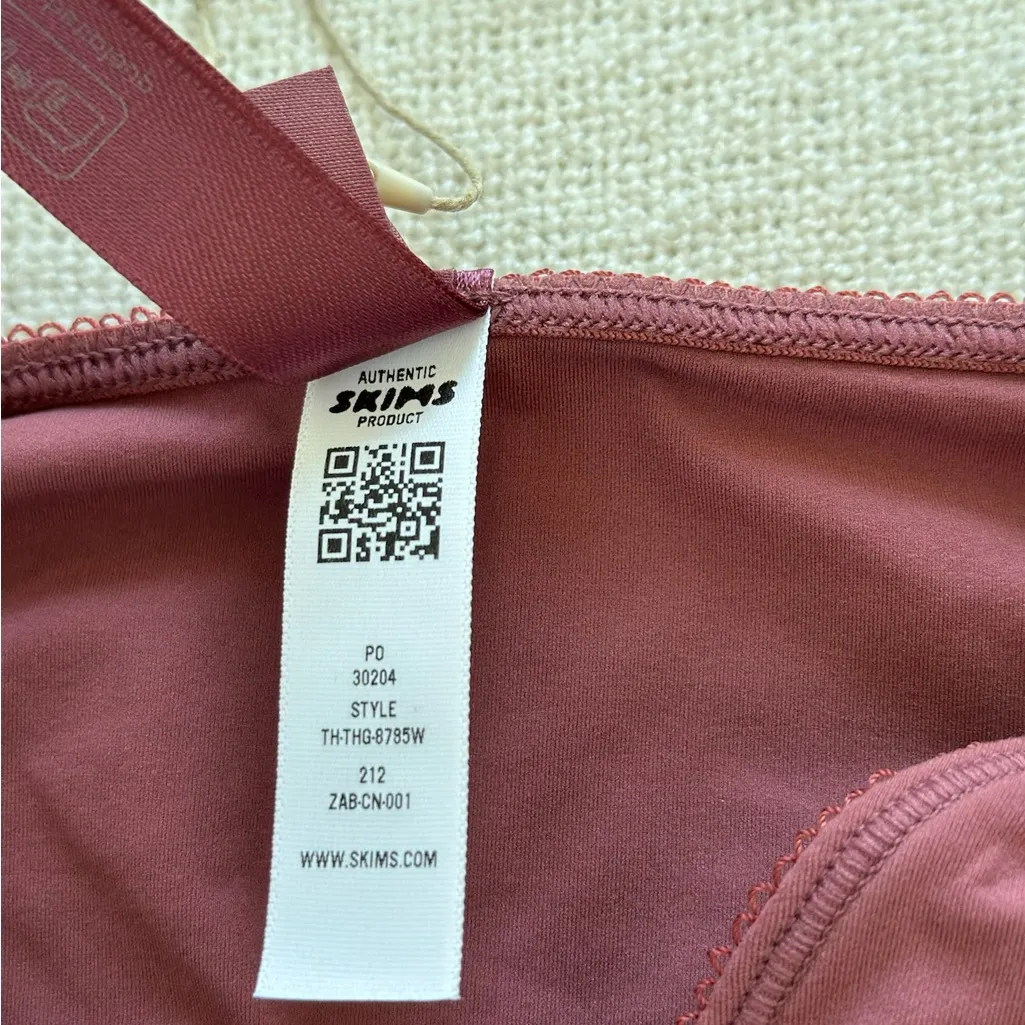 AUTHENTIC
SKIMS
PRODUCT
PO
30204
STYLE
TH-THG-8785W
212
ZAB-CN-001
WWW.SKIMS.COM